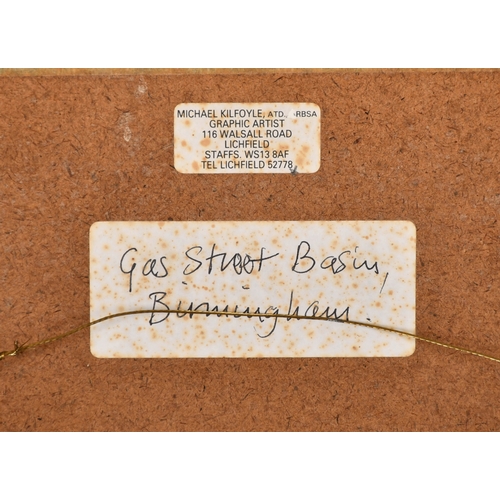 MICHAEL KILFOYLE, ATD., RBSA
GRAPHIC ARTIST
116 WALSALL ROAD
LICHFIELD
STAFFS. WS13 8AF
TEL LICHFIELD 52778
Gas Street Basin,
Birmingham.